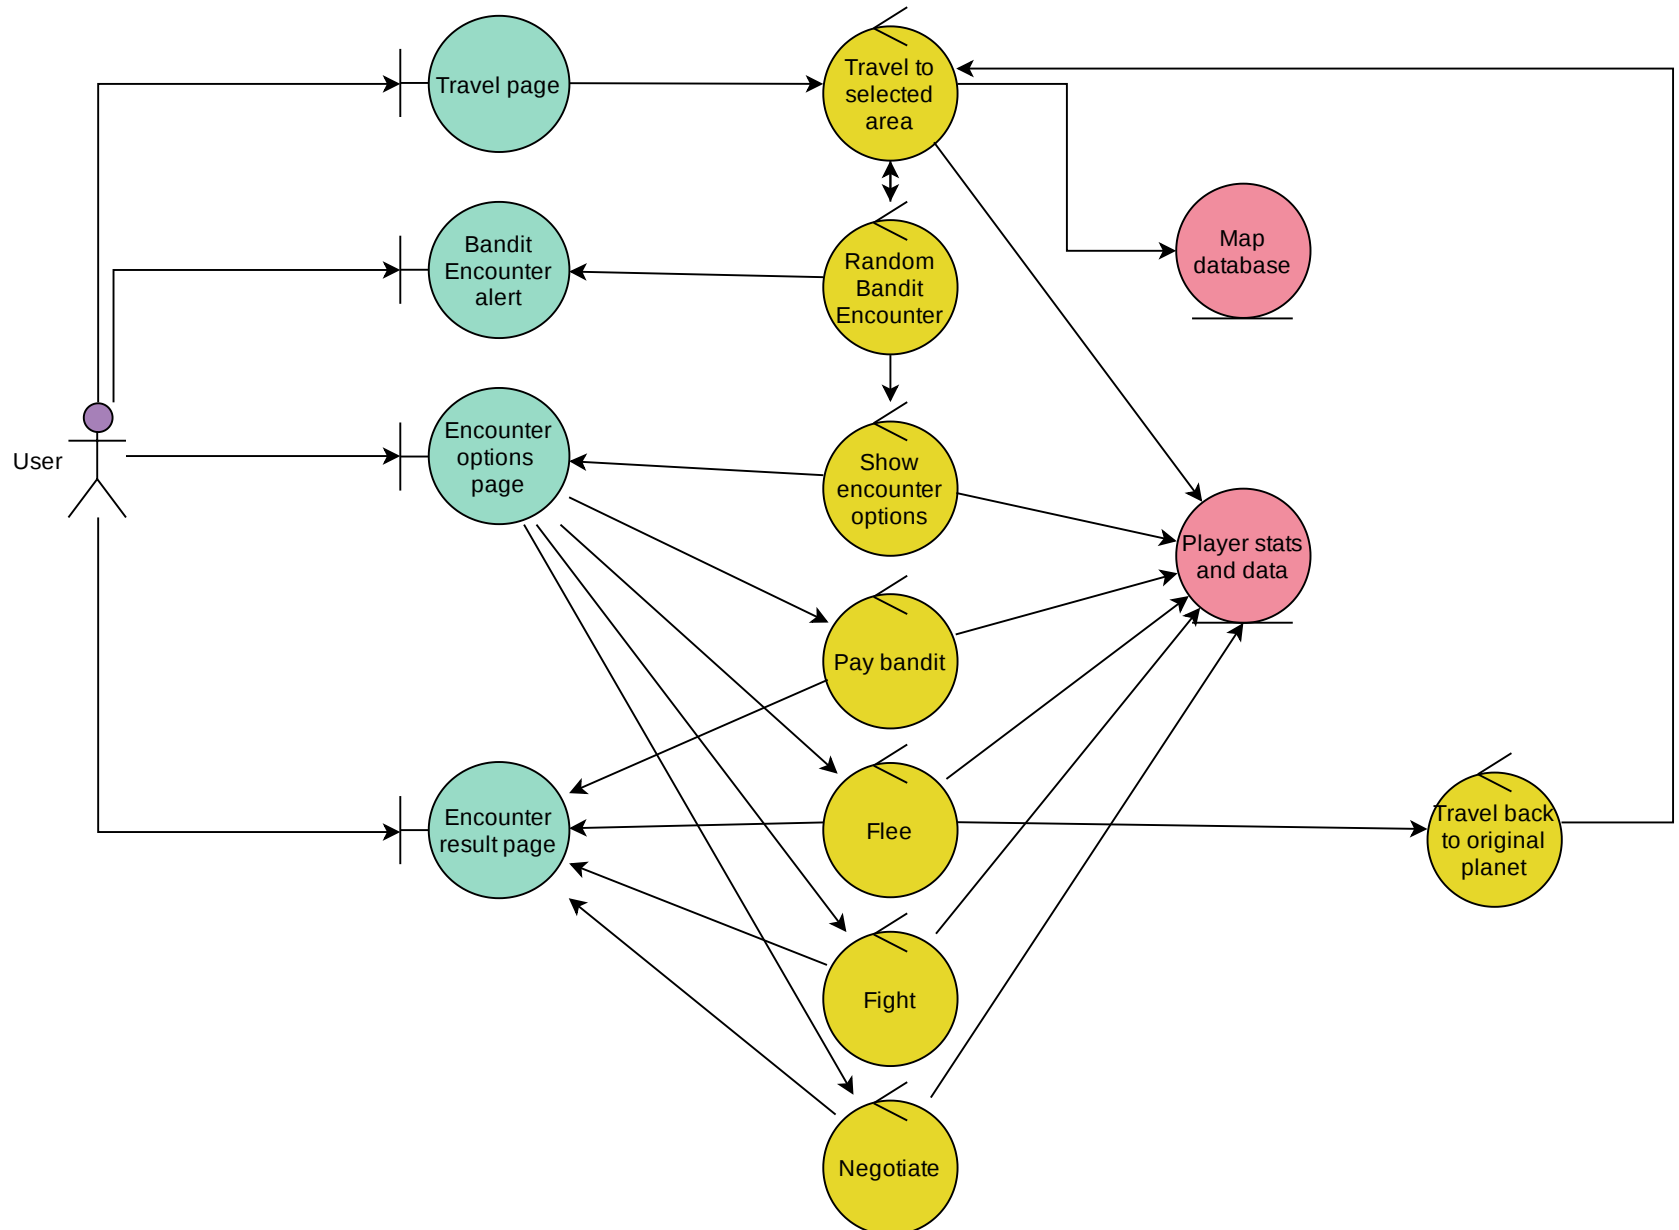 Travel page
Travel to
selected
area
Bandit
Encounter
alert
Random
Bandit
Encounter
Map
database
User
Encounter
options
page
Show
encounter
options
Player stats
and data
Pay bandit
Encounter
result page
Flee
Travel back
to original
planet
Fight
Negotiate